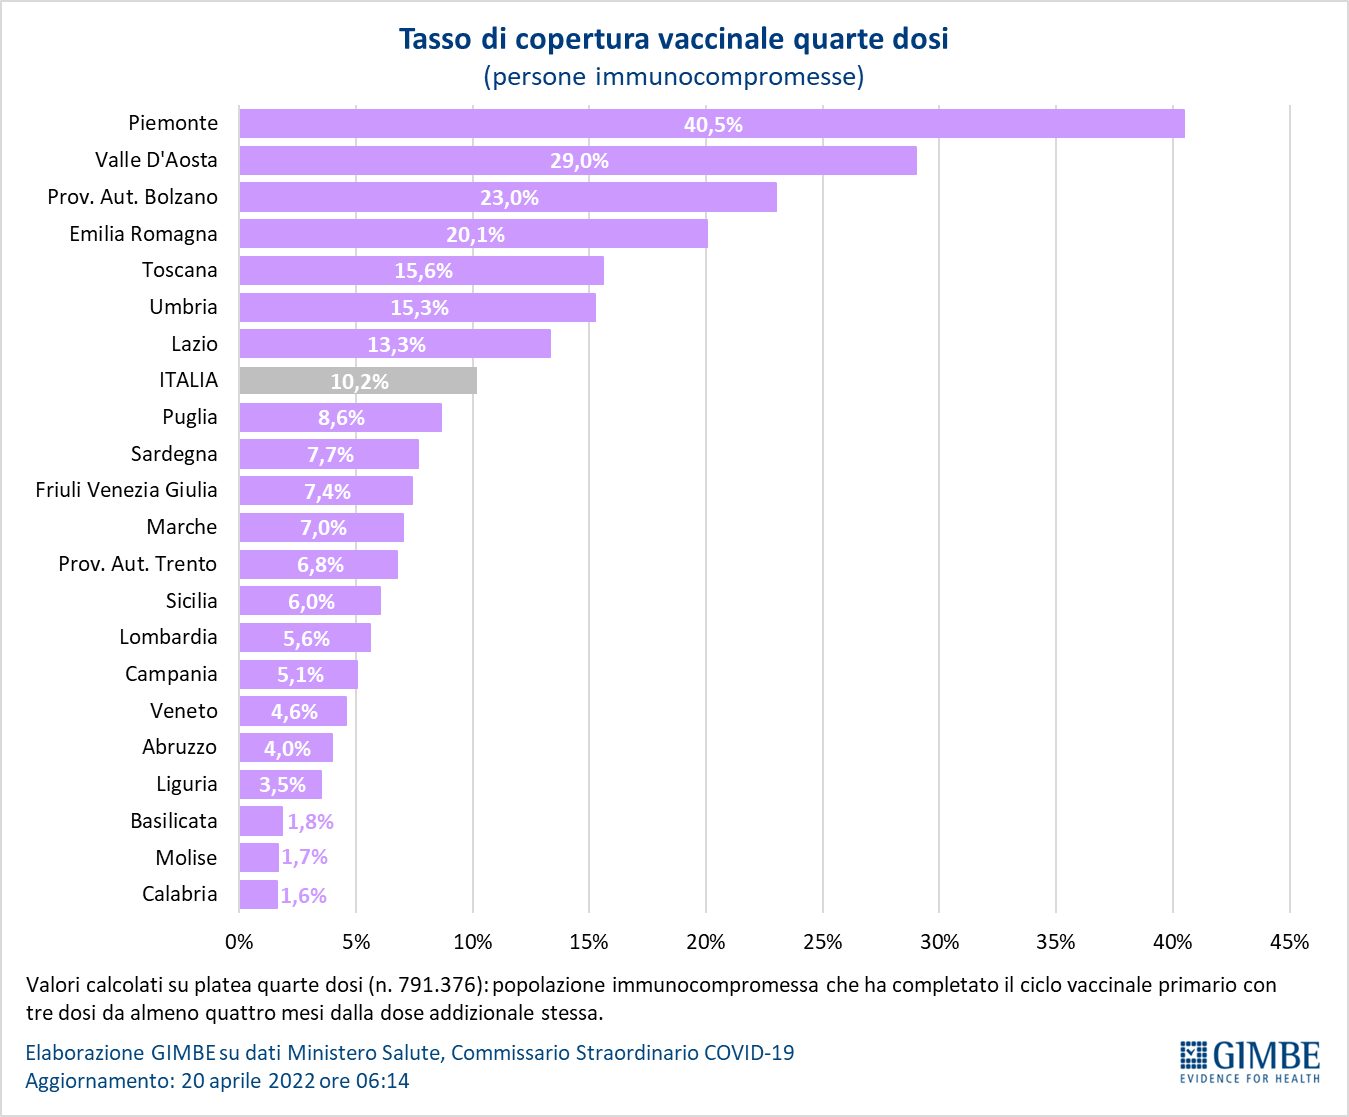 Tasso di copertura vaccinale quarte dosi
(persone immunocompromesse)
Piemonte 40,5%
Valle D'Aosta 29,0%
Prov. Aut. Bolzano 23,0%
Emilia Romagna 20,1%
Toscana 15,6%
Umbria 15,3%
Lazio 13,3%
ITALIA 10,2%
Puglia 8,6%
Sardegna 7,7%
Friuli Venezia Giulia 7,4%
Marche 7,0%
Prov. Aut. Trento 6,8%
Sicilia 6,0%
Lombardia 5,6%
Campania 5,1%
Veneto 4,6%
Abruzzo 4,0%
Liguria 3,5%
Basilicata 1,8%
Molise 1,7%
Calabria 1,6%
0% 5% 10% 15% 20% 25% 30% 35% 40% 45%
Valori calcolati su platea quarte dosi (n. 791.376): popolazione immunocompromessa che ha completato il ciclo vaccinale primario con
tre dosi da almeno quattro mesi dalla dose addizionale stessa.
Elaborazione GIMBE su dati Ministero Salute, Commissario Straordinario COVID-19
Aggiornamento: 20 aprile 2022 ore 06:14
GIMBE
EVIDENCE FOR HEALTH